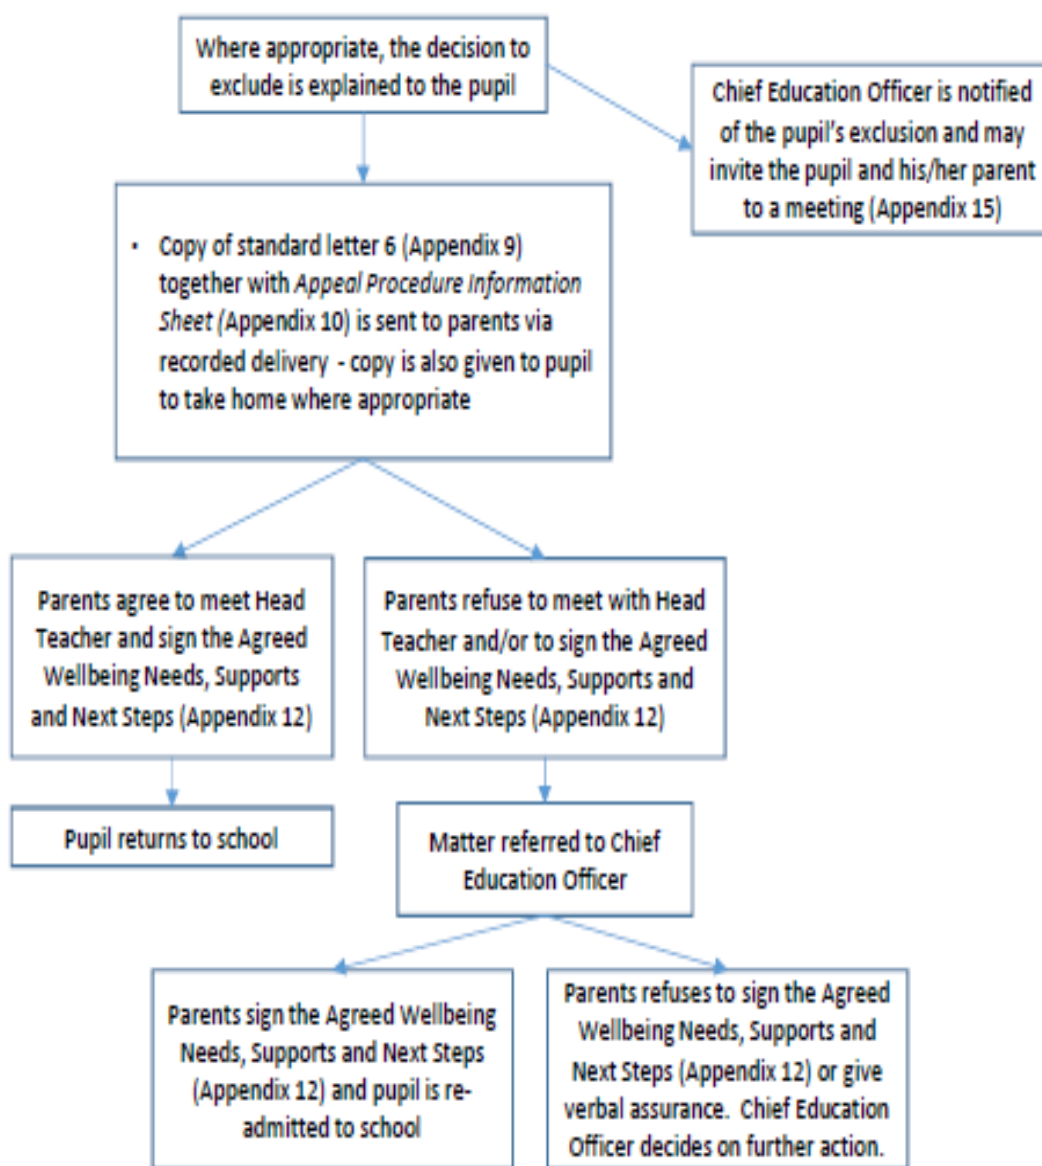 Where appropriate, the decision to
exclude is explained to the pupil
Chief Education Officer is notified
of the pupil's exclusion and may
invite the pupil and his/her parent
to a meeting (Appendix 15)
• Copy of standard letter 6 (Appendix 9)
together with Appeal Procedure Information
Sheet (Appendix 10) is sent to parents via
recorded delivery - copy is also given to pupil
to take home where appropriate
Parents agree to meet Head
Teacher and sign the Agreed
Wellbeing Needs, Supports
and Next Steps (Appendix 12)
Parents refuse to meet with Head
Teacher and/or to sign the Agreed
Wellbeing Needs, Supports and
Next Steps (Appendix 12)
Pupil returns to school
Matter referred to Chief
Education Officer
Parents sign the Agreed Wellbeing
Needs, Supports and Next Steps
(Appendix 12) and pupil is re-
admitted to school
Parents refuses to sign the Agreed
Wellbeing Needs, Supports and
Next Steps (Appendix 12) or give
verbal assurance. Chief Education
Officer decides on further action.